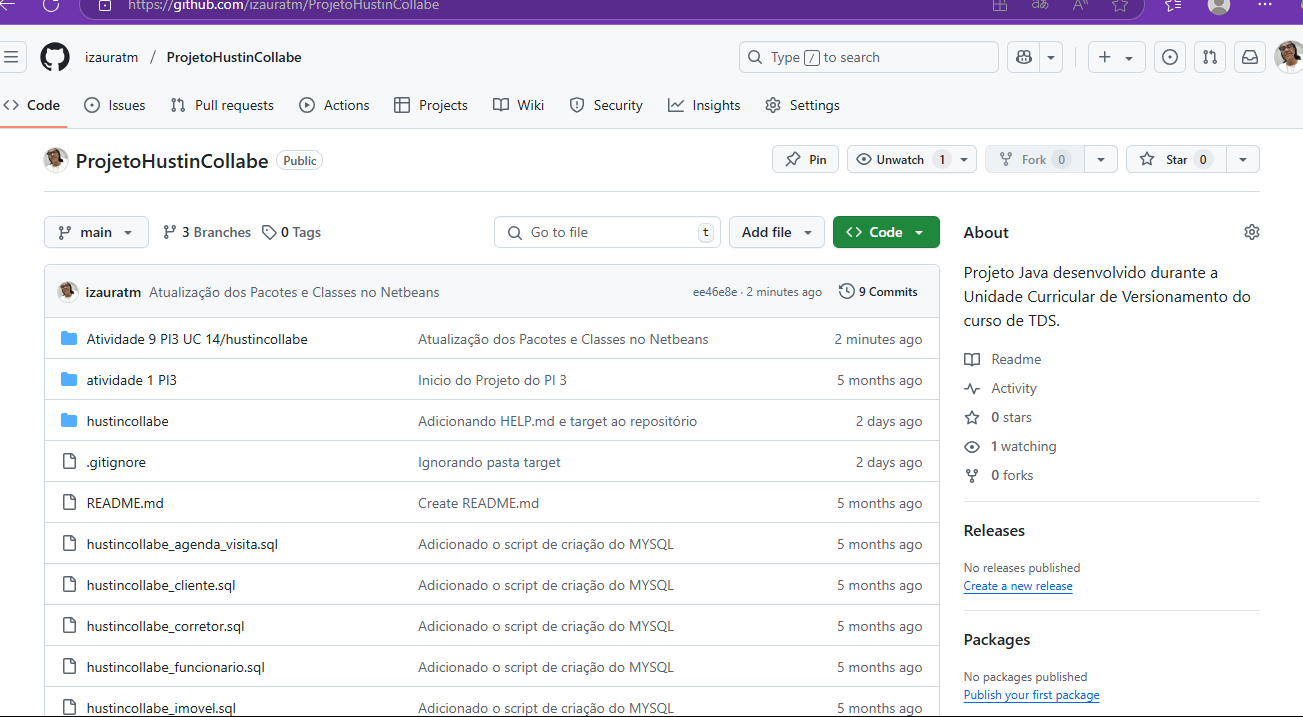 https://github.com/izauratm/ProjetoHustinCollabe
izauratm / ProjetoHustinCollabe
Type / to search
Code Issues Pull requests Actions Projects Wiki Security Insights Settings
ProjetoHustinCollabe Public
Pin Unwatch 1 Fork 0 Star 0
main 3 Branches 0 Tags
Go to file t Add file Code
About
Projeto Java desenvolvido durante a
Unidade Curricular de Versionamento do
curso de TDS.
Readme
Activity
0 stars
1 watching
0 forks
Releases
No releases published
Create a new release
Packages
No packages published
Publish your first package
izauratm Atualização dos Pacotes e Classes no Netbeans ee46e8e · 2 minutes ago 9 Commits
Atividade 9 PI3 UC 14/hustincollabe Atualização dos Pacotes e Classes no Netbeans 2 minutes ago
atividade 1 PI3 Inicio do Projeto do PI 3 5 months ago
hustincollabe Adicionando HELP.md e target ao repositório 2 days ago
.gitignore Ignorando pasta target 2 days ago
README.md Create README.md 5 months ago
hustincollabe_agenda_visita.sql Adicionado o script de criação do MYSQL 5 months ago
hustincollabe_cliente.sql Adicionado o script de criação do MYSQL 5 months ago
hustincollabe_corretor.sql Adicionado o script de criação do MYSQL 5 months ago
hustincollabe_funcionario.sql Adicionado o script de criação do MYSQL 5 months ago
hustincollabe_imovel.sql Adicionado o script de criação do MYSQL 5 months ago